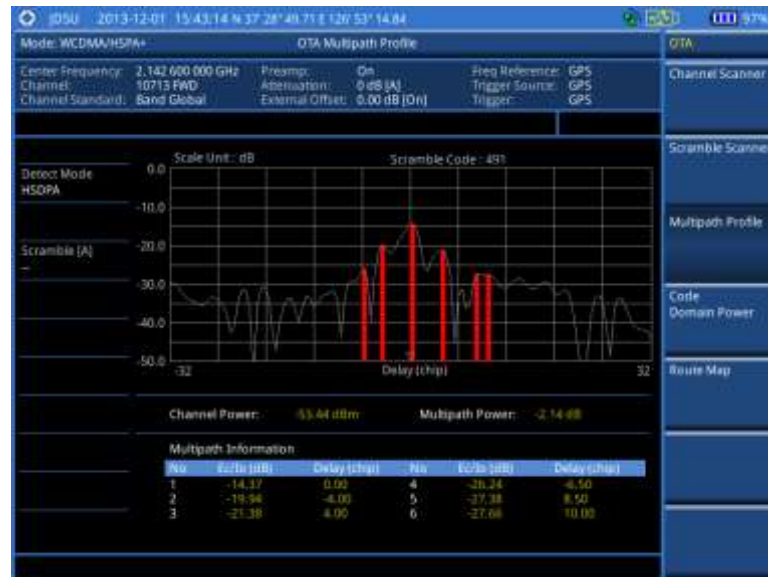 JDSU 2013-12-01 15:43:14 N 37° 28' 49.71 E 126° 53' 14.84 97%
Mode: WCDMA/HSPA+ OTA Multipath Profile OTA
Center Frequency: 2.142 600 000 GHz Preamp: On Freq Reference: GPS
Channel: 10713 FWD Attenuation: 0 dB [A] Trigger Source: GPS
Channel Standard: Band Global External Offset: 0.00 dB [On] Trigger: GPS
Channel Scanner
Scramble Scanner
Multipath Profile
Code
Domain Power
Route Map
Detect Mode
HSDPA
Scramble [A]
--
Scale Unit: dB Scramble Code: 491
0.0
-10.0
-20.0
-30.0
-40.0
-50.0
-32 Delay (chip) 32
Channel Power: -53.44 dBm Multipath Power: -2.14 dB
Multipath Information
No Ec/Io (dB) Delay (chip) No Ec/Io (dB) Delay (chip)
1 -14.37 0.00 4 -26.24 -6.50
2 -19.94 -4.00 5 -27.38 8.50
3 -21.38 4.00 6 -27.66 10.00